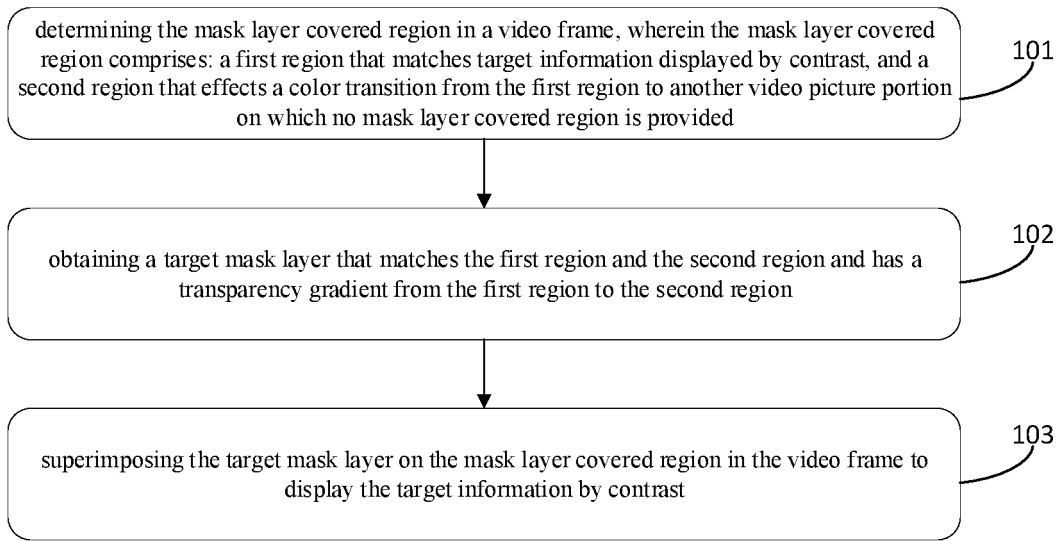 determining the mask layer covered region in a video frame, wherein the mask layer covered
region comprises: a first region that matches target information displayed by contrast, and a
second region that effects a color transition from the first region to another video picture portion
on which no mask layer covered region is provided
101
obtaining a target mask layer that matches the first region and the second region and has a
transparency gradient from the first region to the second region
102
superimposing the target mask layer on the mask layer covered region in the video frame to
display the target information by contrast
103